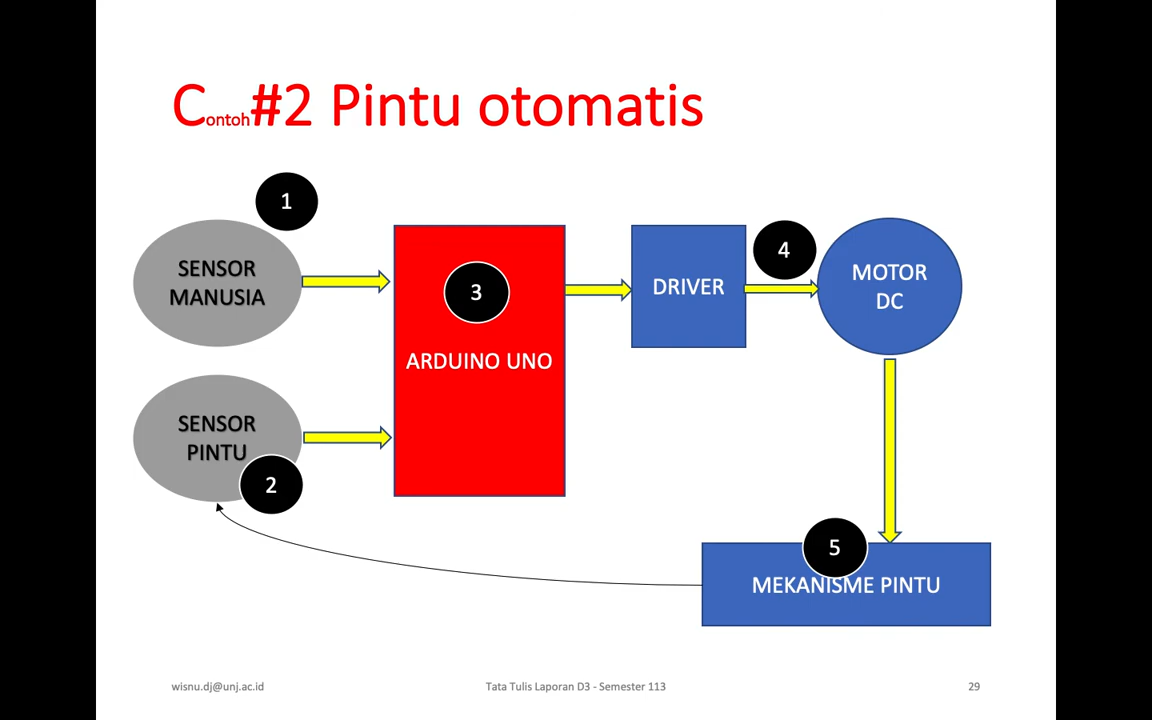 Contoh#2 Pintu otomatis
1
SENSOR
MANUSIA
SENSOR
PINTU
2
3
ARDUINO UNO
DRIVER
4
MOTOR
DC
5
MEKANISME PINTU
wisnu.dj@unj.ac.id
Tata Tulis Laporan D3 - Semester 113
29